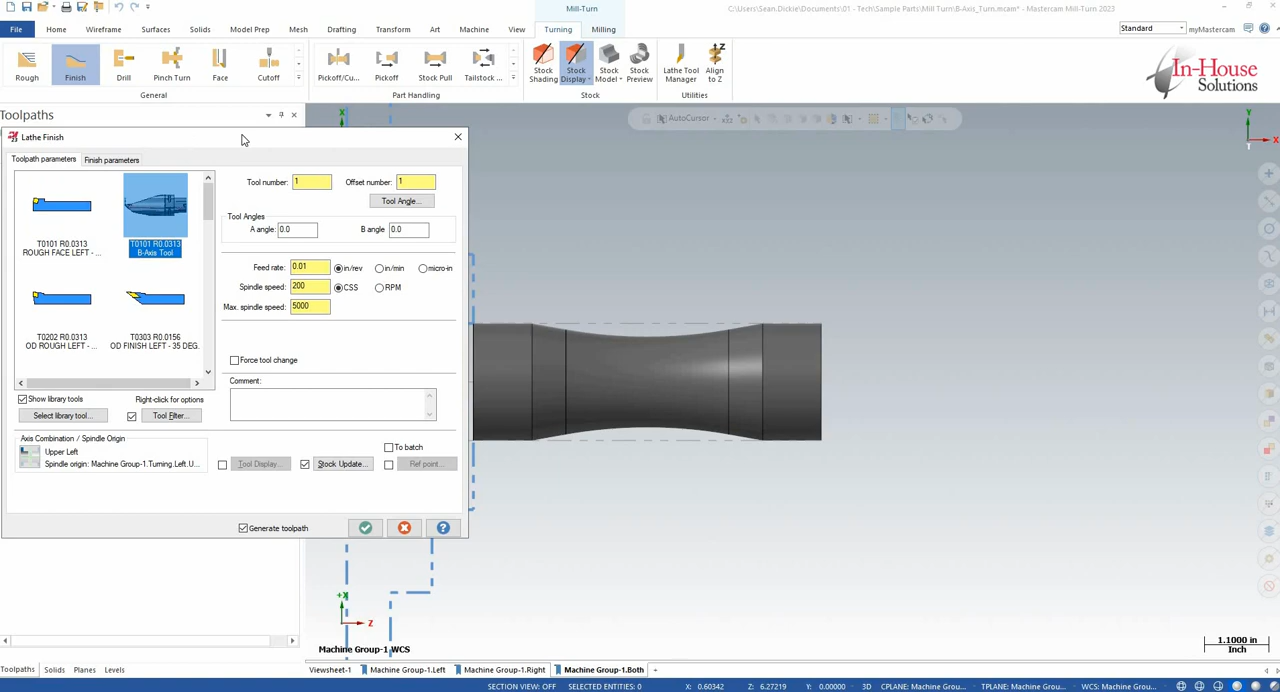 Mill-Turn
C:\Users\Sean.Dickie\Documents\01 - Tech\Sample Parts\Mill Turn\B-Axis_Turn.mcam* - Mastercam Mill-Turn 2023
File Home Wireframe Surfaces Solids Model Prep Mesh Drafting Transform Art Machine View Turning Milling
Standard myMastercam
Rough Finish Drill Pinch Turn Face Cutoff
Pickoff/Cu... Pickoff Stock Pull Tailstock ...
Stock Shading
Stock Display
Stock Model
Stock Preview
Lathe Tool Manager
Align to Z
General Part Handling Stock Utilities
In-House Solutions
Toolpaths
AutoCursor
X
Y
X
Lathe Finish
Toolpath parameters Finish parameters
Tool number: 1 Offset number: 1
Tool Angle...
Tool Angles
A angle: 0.0 B angle 0.0
T0101 R0.0313 T0101 R0.0313
ROUGH FACE LEFT - ... B-Axis Tool
Feed rate: 0.01 in/rev in/min micro-in
Spindle speed: 200 CSS RPM
Max. spindle speed: 5000
T0202 R0.0313 T0303 R0.0156
OD ROUGH LEFT - ... OD FINISH LEFT - 35 DEG.
Force tool change
Comment:
Show library tools Right-click for options
Select library tool... Tool Filter...
Axis Combination / Spindle Origin
Upper Left
Spindle origin: Machine Group-1.Turning.Left.U...
To batch
Tool Display... Stock Update... Ref point...
Generate toolpath
+X
Z
Machine Group-1 WCS
1.1000 in
Inch
Toolpaths Solids Planes Levels
Viewsheet-1 Machine Group-1.Left Machine Group-1.Right Machine Group-1.Both +
SECTION VIEW: OFF SELECTED ENTITIES: 0 X: 0.60342 Z: 6.27219 Y: 0.00000 3D CPLANE: Machine Grou... TPLANE: Machine Grou... WCS: Machine Grou...